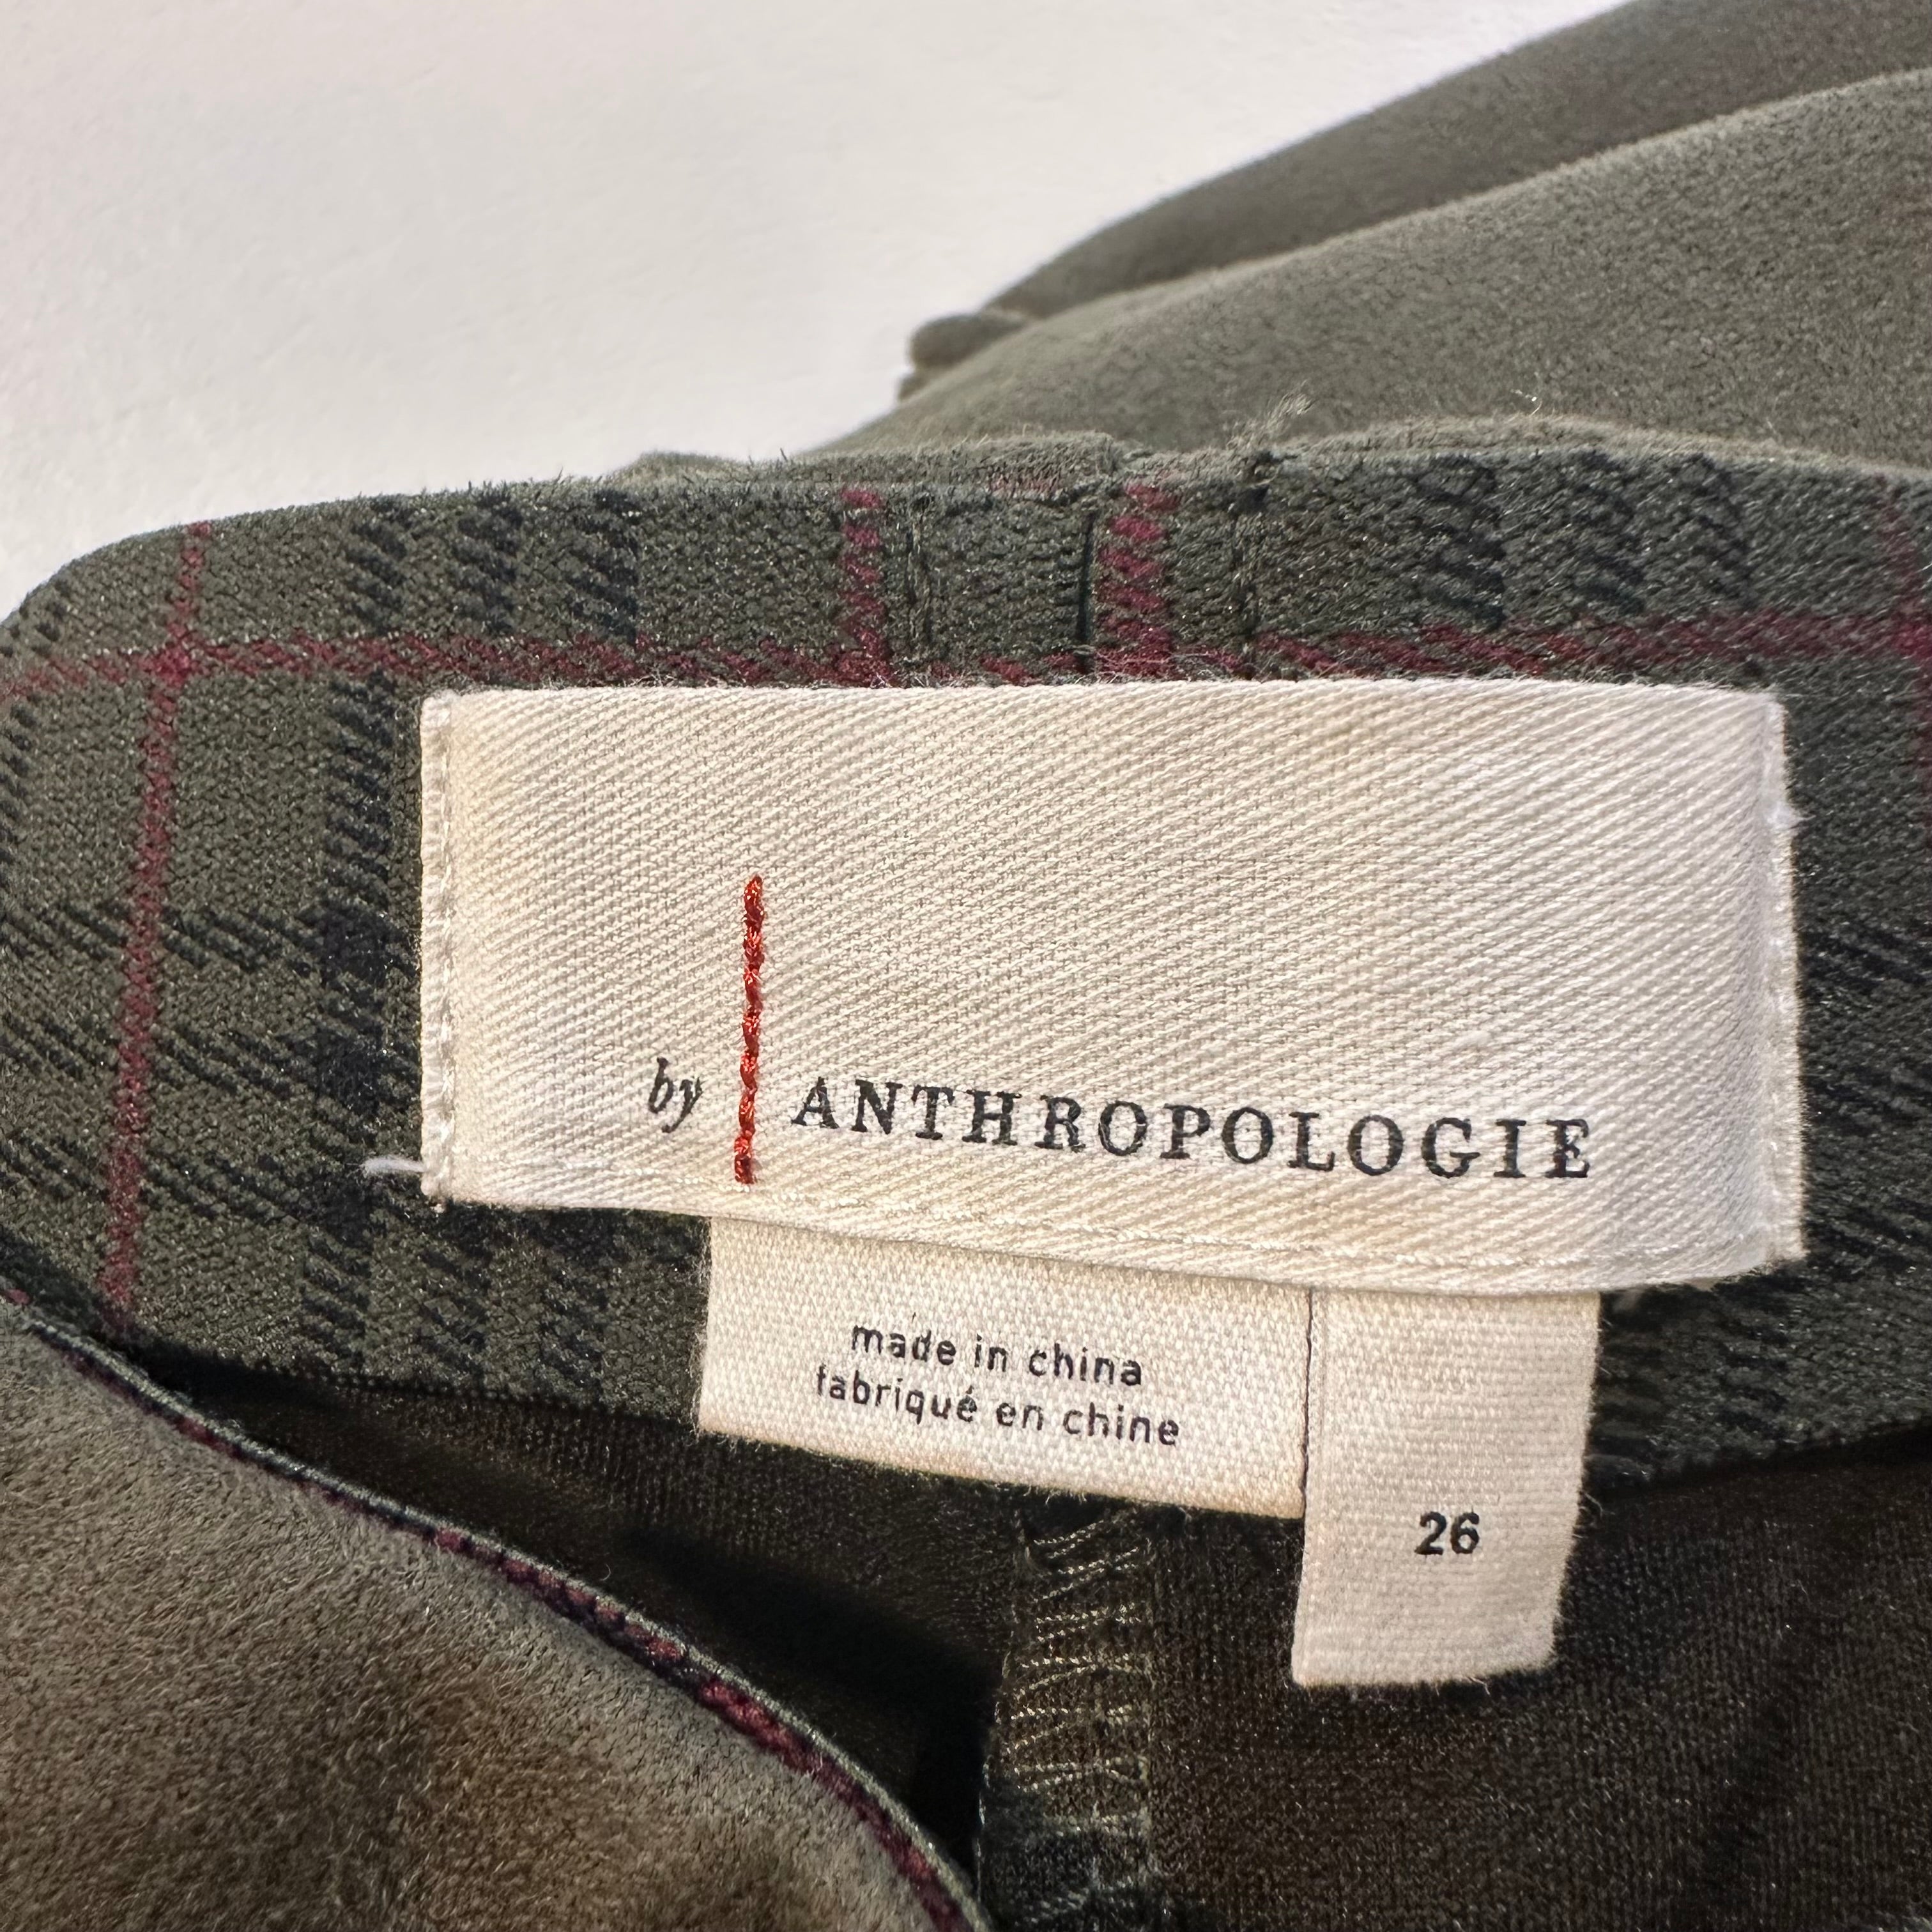 by ANTHROPOLOGIE
made in china
fabriqué en chine
26